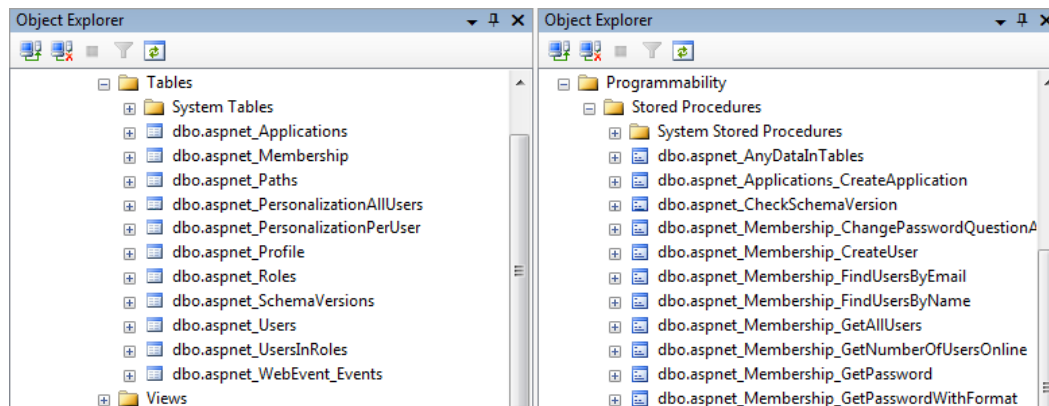 Object Explorer
Tables
System Tables
dbo.aspnet_Applications
dbo.aspnet_Membership
dbo.aspnet_Paths
dbo.aspnet_PersonalizationAllUsers
dbo.aspnet_PersonalizationPerUser
dbo.aspnet_Profile
dbo.aspnet_Roles
dbo.aspnet_SchemaVersions
dbo.aspnet_Users
dbo.aspnet_UsersInRoles
dbo.aspnet_WebEvent_Events
Views
Object Explorer
Programmability
Stored Procedures
System Stored Procedures
dbo.aspnet_AnyDataInTables
dbo.aspnet_Applications_CreateApplication
dbo.aspnet_CheckSchemaVersion
dbo.aspnet_Membership_ChangePasswordQuestionA
dbo.aspnet_Membership_CreateUser
dbo.aspnet_Membership_FindUsersByEmail
dbo.aspnet_Membership_FindUsersByName
dbo.aspnet_Membership_GetAllUsers
dbo.aspnet_Membership_GetNumberOfUsersOnline
dbo.aspnet_Membership_GetPassword
dbo.aspnet_Membership_GetPasswordWithFormat